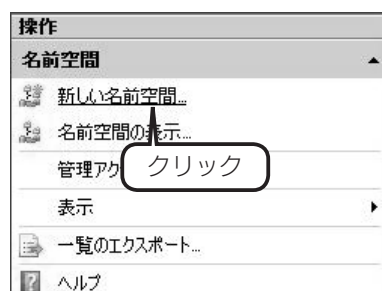 操作
名前空間
新しい名前空間...
名前空間の表示...
管理アク
クリック
表示
一覧のエクスポート...
ヘルプ